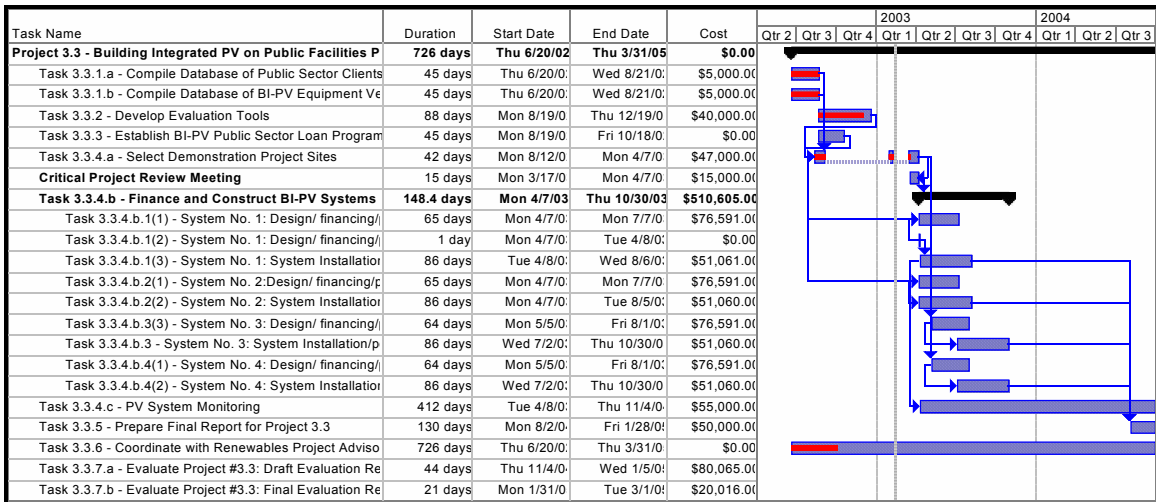 2003 2004
Task Name Duration Start Date End Date Cost Qtr 2 Qtr 3 Qtr 4 Qtr 1 Qtr 2 Qtr 3 Qtr 4 Qtr 1 Qtr 2 Qtr 3
Project 3.3 - Building Integrated PV on Public Facilities P 726 days Thu 6/20/02 Thu 3/31/05 $0.00
Task 3.3.1.a - Compile Database of Public Sector Clients 45 days Thu 6/20/0 Wed 8/21/0 $5,000.00
Task 3.3.1.b - Compile Database of BI-PV Equipment Ve 45 days Thu 6/20/0 Wed 8/21/0 $5,000.00
Task 3.3.2 - Develop Evaluation Tools 88 days Mon 8/19/0 Thu 12/19/0 $40,000.00
Task 3.3.3 - Establish BI-PV Public Sector Loan Program 45 days Mon 8/19/0 Fri 10/18/0 $0.00
Task 3.3.4.a - Select Demonstration Project Sites 42 days Mon 8/12/0 Mon 4/7/0 $47,000.00
Critical Project Review Meeting 15 days Mon 3/17/0 Mon 4/7/0 $15,000.00
Task 3.3.4.b - Finance and Construct BI-PV Systems 148.4 days Mon 4/7/03 Thu 10/30/03 $510,605.00
Task 3.3.4.b.1(1) - System No. 1: Design/ financing/ 65 days Mon 4/7/0 Mon 7/7/0 $76,591.00
Task 3.3.4.b.1(2) - System No. 1: Design/ financing/ 1 day Mon 4/7/0 Tue 4/8/0 $0.00
Task 3.3.4.b.1(3) - System No. 1: System Installation 86 days Tue 4/8/0 Wed 8/6/0 $51,061.00
Task 3.3.4.b.2(1) - System No. 2:Design/ financing/p 65 days Mon 4/7/0 Mon 7/7/0 $76,591.00
Task 3.3.4.b.2(2) - System No. 2: System Installation 86 days Mon 4/7/0 Tue 8/5/0 $51,060.00
Task 3.3.4.b.3(3) - System No. 3: Design/ financing/ 64 days Mon 5/5/0 Fri 8/1/0 $76,591.00
Task 3.3.4.b.3 - System No. 3: System Installation/p 86 days Wed 7/2/0 Thu 10/30/0 $51,060.00
Task 3.3.4.b.4(1) - System No. 4: Design/ financing/ 64 days Mon 5/5/0 Fri 8/1/0 $76,591.00
Task 3.3.4.b.4(2) - System No. 4: System Installation 86 days Wed 7/2/0 Thu 10/30/0 $51,060.00
Task 3.3.4.c - PV System Monitoring 412 days Tue 4/8/0 Thu 11/4/0 $55,000.00
Task 3.3.5 - Prepare Final Report for Project 3.3 130 days Mon 8/2/0 Fri 1/28/0 $50,000.00
Task 3.3.6 - Coordinate with Renewables Project Adviso 726 days Thu 6/20/0 Thu 3/31/0 $0.00
Task 3.3.7.a - Evaluate Project #3.3: Draft Evaluation Re 44 days Thu 11/4/0 Wed 1/5/0 $80,065.00
Task 3.3.7.b - Evaluate Project #3.3: Final Evaluation Re 21 days Mon 1/31/0 Tue 3/1/0 $20,016.00